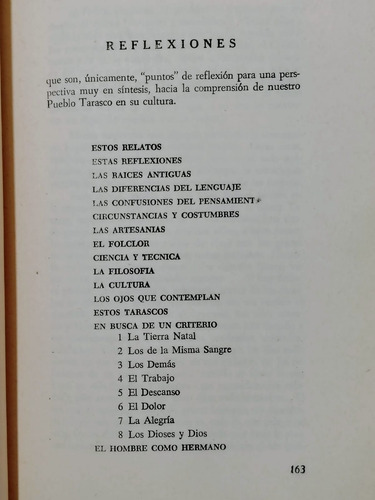 REFLEXIONES
que son, únicamente, "puntos" de reflexión para una pers-
pectiva muy en síntesis, hacia la comprensión de nuestro
Pueblo Tarasco en su cultura.
ESTOS RELATOS
ESTAS REFLEXIONES
LAS RAICES ANTIGUAS
LAS DIFERENCIAS DEL LENGUAJE
LAS CONFUSIONES DEL PENSAMIENTO
CIRCUNSTANCIAS Y COSTUMBRES
LAS ARTESANIAS
EL FOLCLOR
CIENCIA Y TECNICA
LA FILOSOFIA
LA CULTURA
LOS OJOS QUE CONTEMPLAN
ESTOS TARASCOS
EN BUSCA DE UN CRITERIO
1 La Tierra Natal
2 Los de la Misma Sangre
3 Los Demás
4 El Trabajo
5 El Descanso
6 El Dolor
7 La Alegría
8 Los Dioses y Dios
EL HOMBRE COMO HERMANO
163